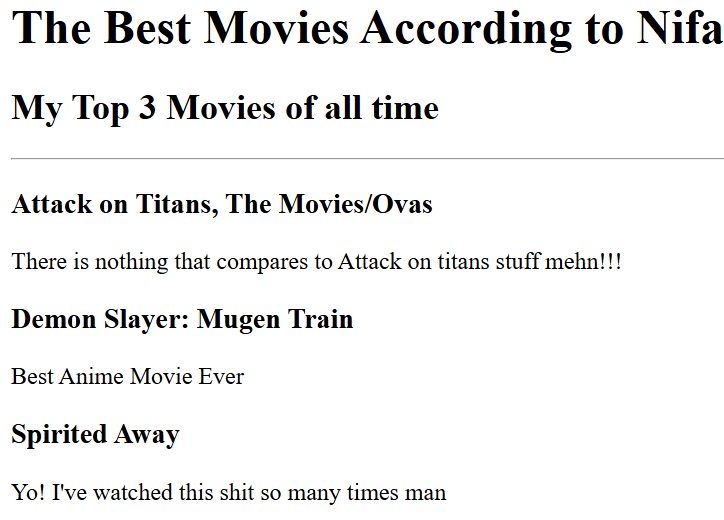 The Best Movies According to Nifa
My Top 3 Movies of all time
Attack on Titans, The Movies/Ovas
There is nothing that compares to Attack on titans stuff mehn!!!
Demon Slayer: Mugen Train
Best Anime Movie Ever
Spirited Away
Yo! I've watched this shit so many times man